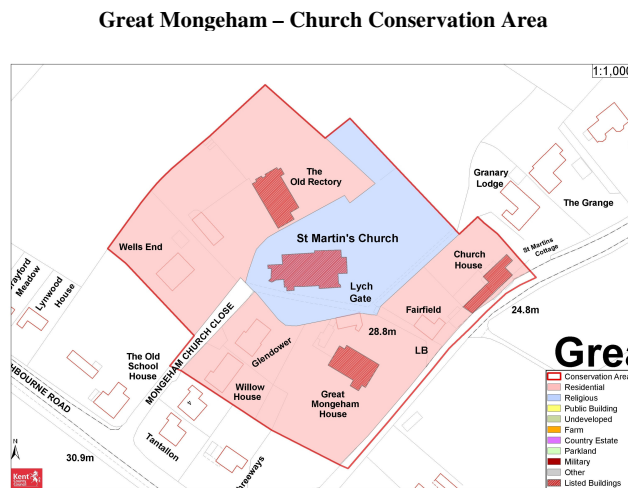 Great Mongeham – Church Conservation Area
1:1,000
The
Old Rectory
Granary
Lodge
The Grange
St Martin's Church
Wells End
Church
House
St Martins
Cottage
Meadow
Lynwood
House
Lych
Gate
Fairfield
24.8m
28.8m
MONGEHAM CHURCH CLOSE
Glendower
LB
The Old
School
House
Willow
House
Great
Mongeham
House
4
Tantallon
HBOURNE ROAD
30.9m
reeways
N
Kent
Grea
Conservation Area
Residential
Religious
Public Building
Undeveloped
Farm
Country Estate
Parkland
Military
Other
Listed Buildings